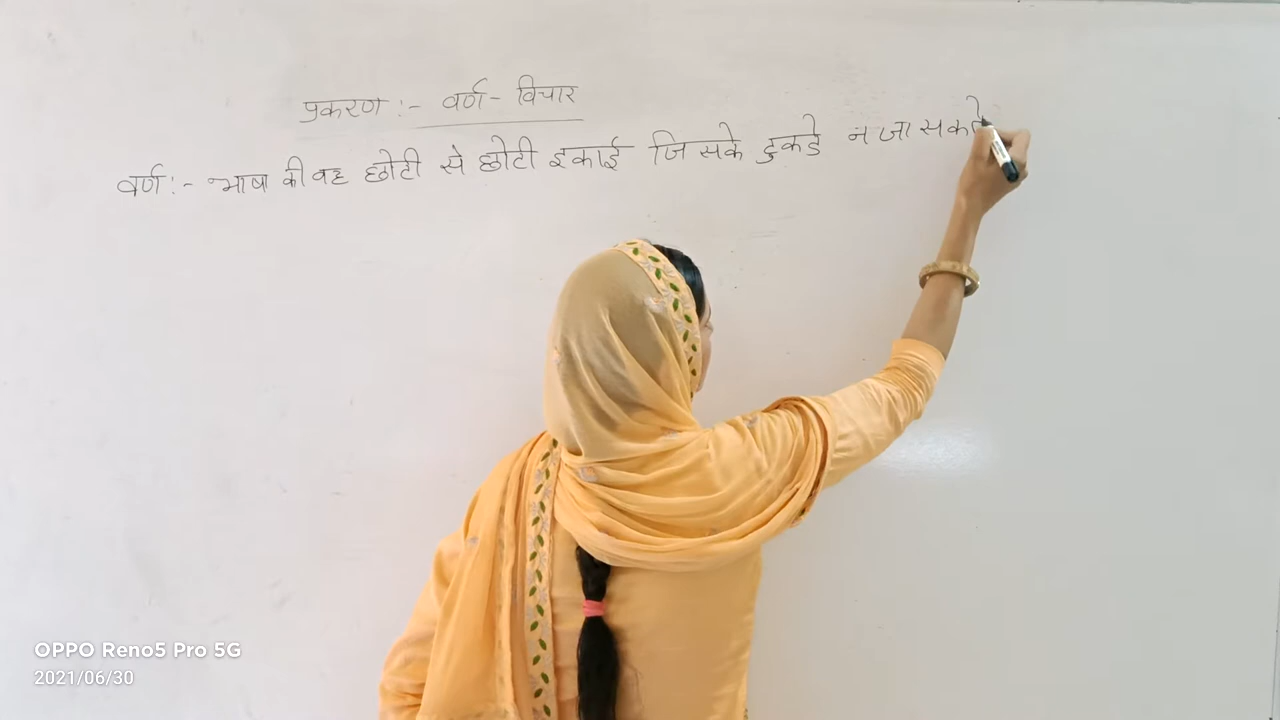 प्रकरण :- वर्ण - विचार
वर्ण :- भाषा की वह छोटी से छोटी इकाई जिसके टुकडे न जा सकते
OPPO Reno5 Pro 5G
2021/06/30